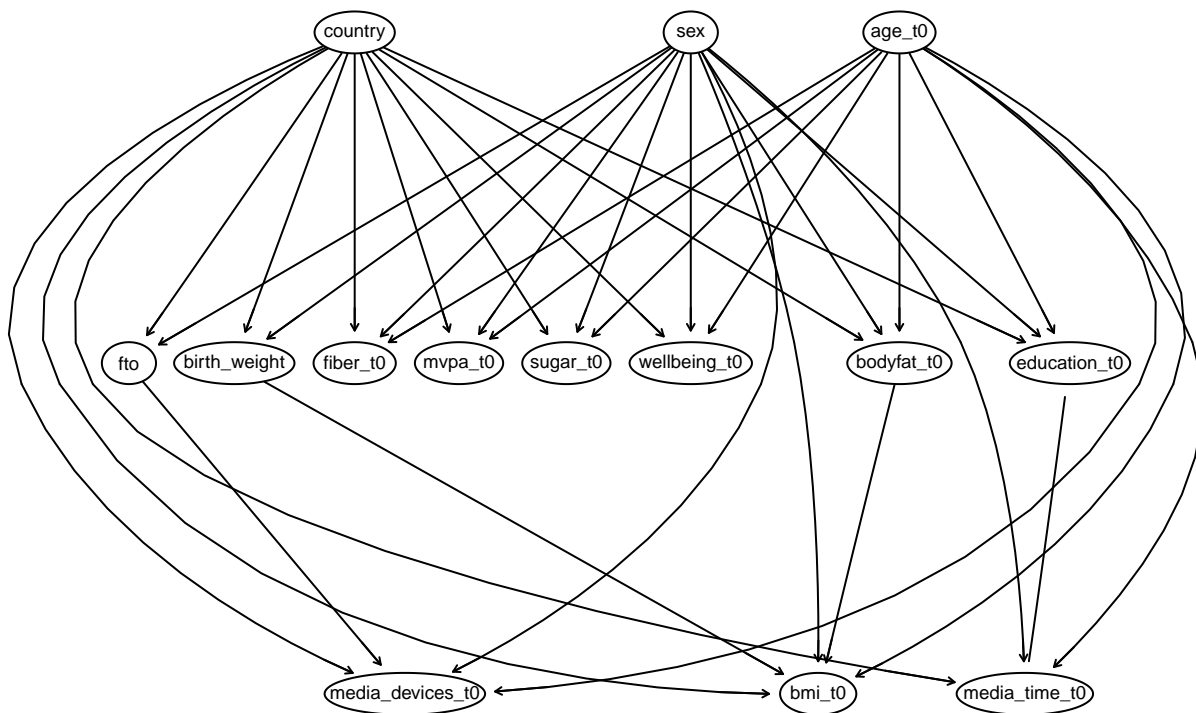 country sex age_t0
fto birth_weight fiber_t0 mvpa_t0 sugar_t0 wellbeing_t0 bodyfat_t0 education_t0
media_devices_t0 bmi_t0 media_time_t0